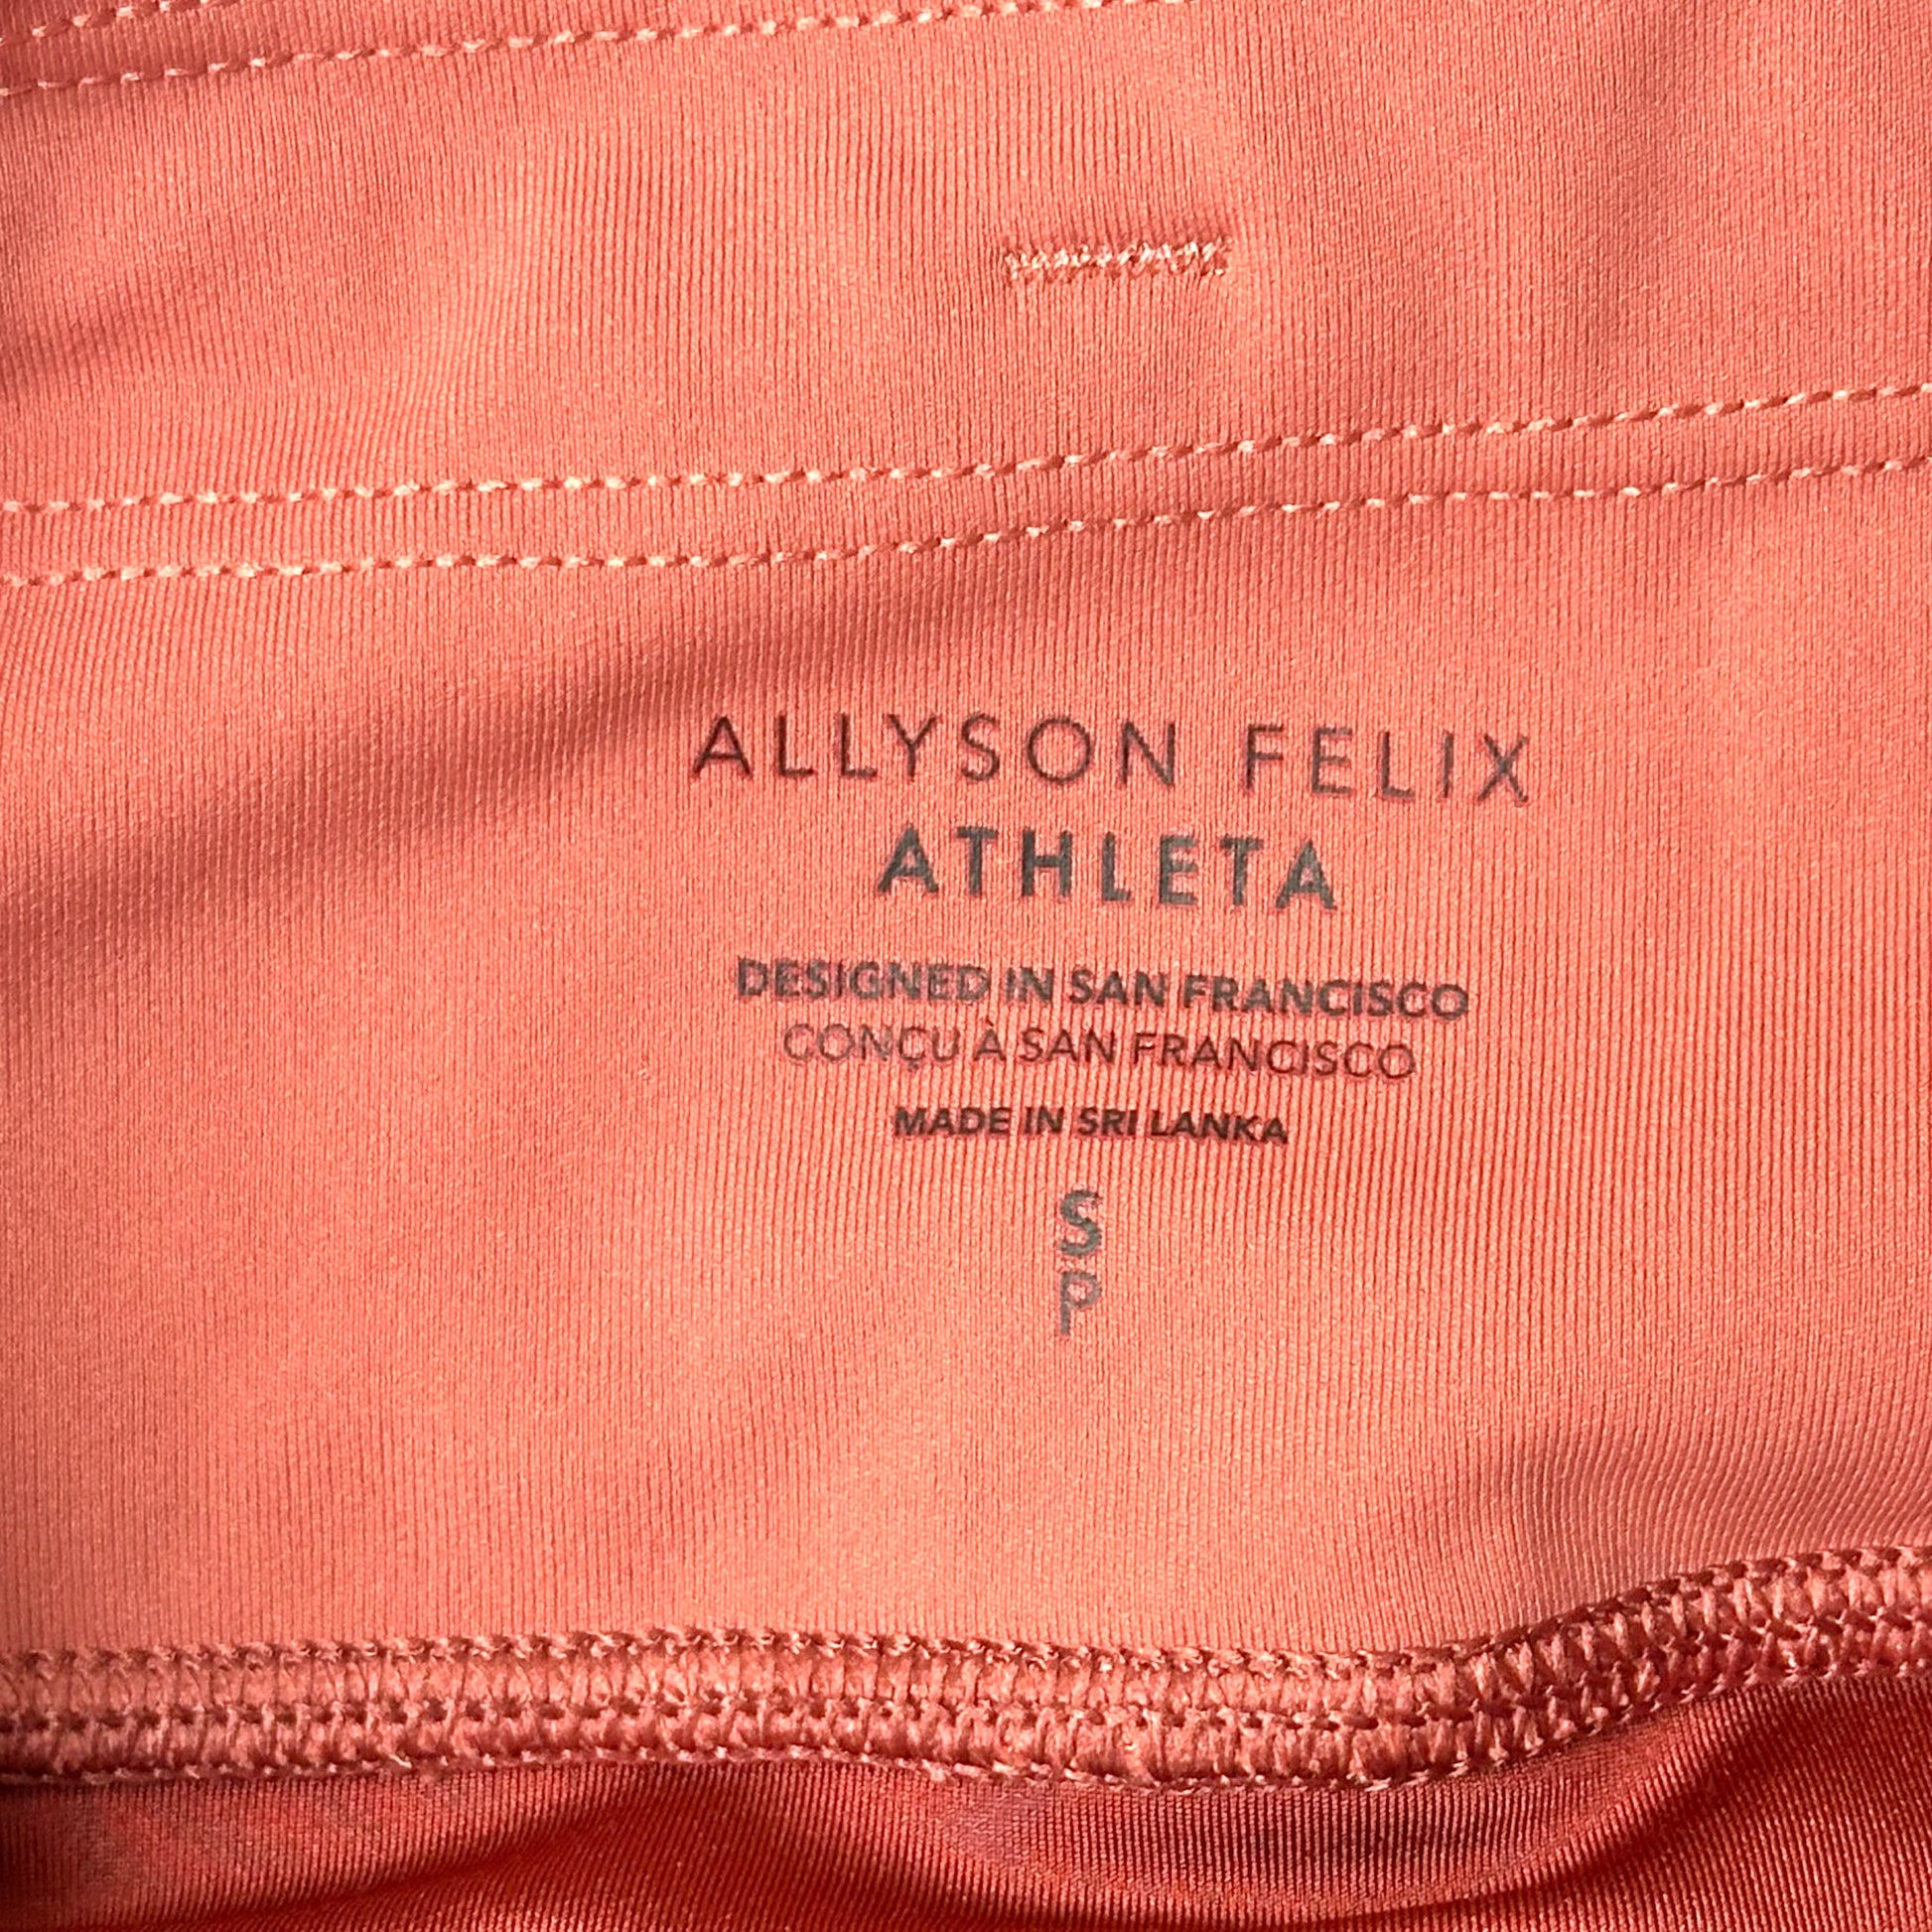 ALLYSON FELIX
ATHLETA
DESIGNED IN SAN FRANCISCO
CONÇU À SAN FRANCISCO
MADE IN SRI LANKA
S
P